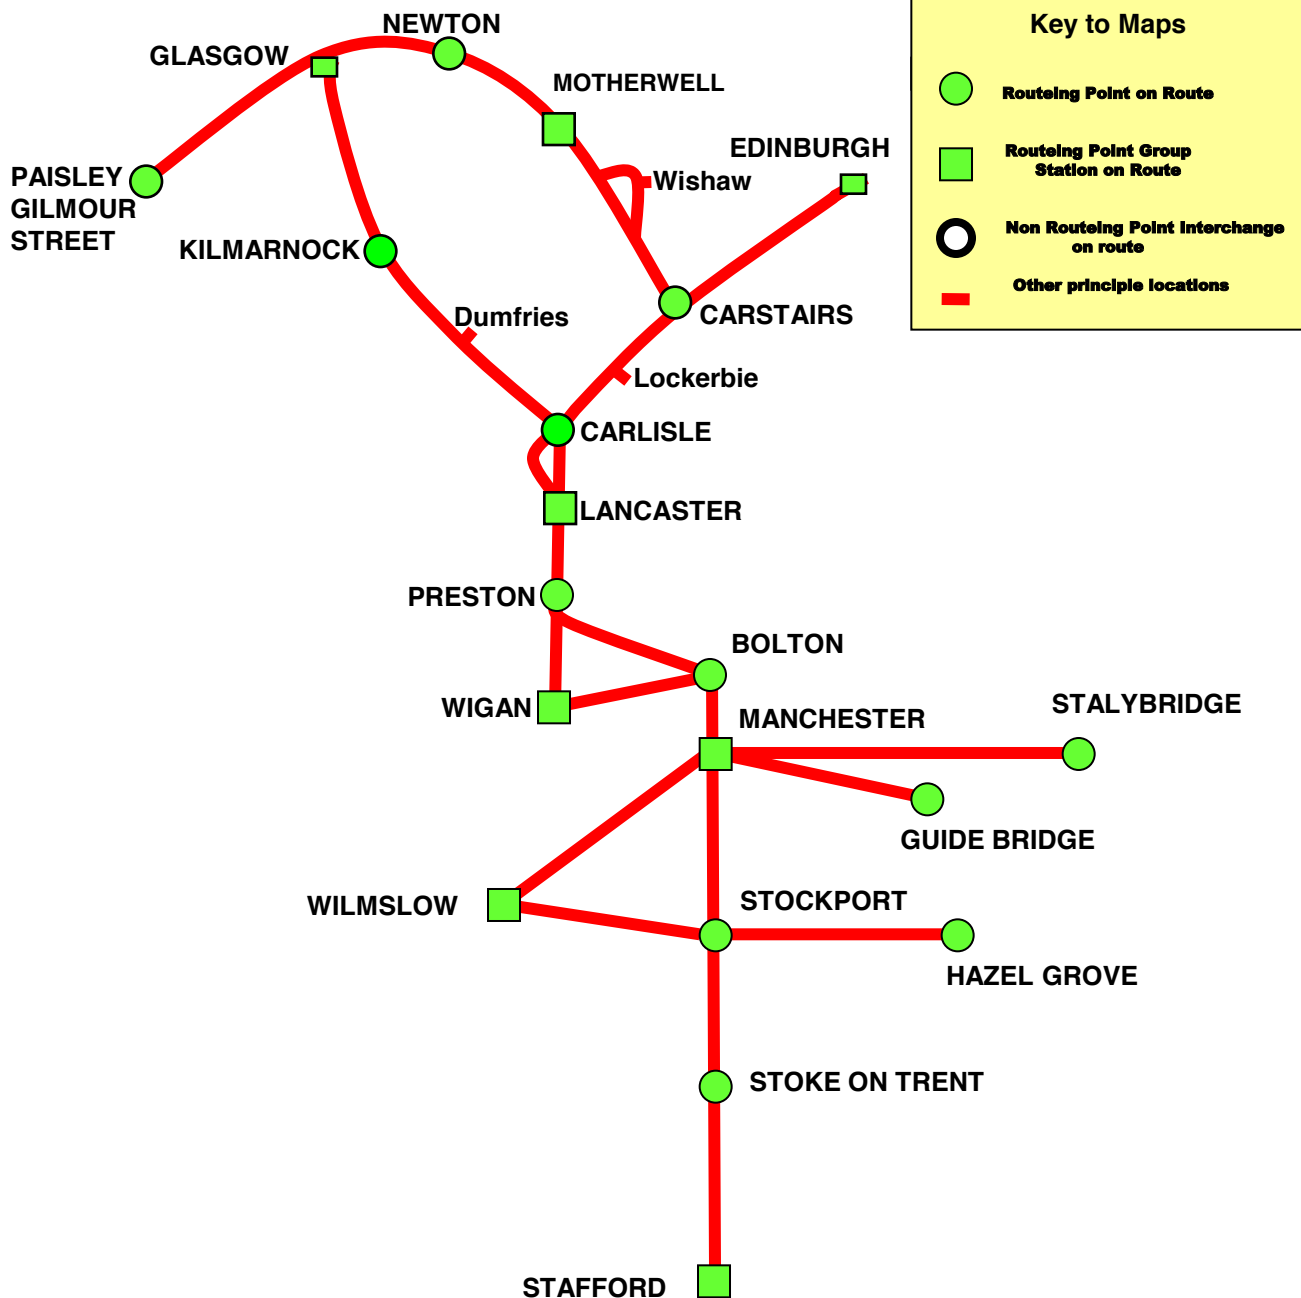 NEWTON
Key to Maps
GLASGOW
MOTHERWELL
Routeing Point on Route
EDINBURGH
Routeing Point Group
Station on Route
PAISLEY
GILMOUR
STREET
Wishaw
KILMARNOCK
Non Routeing Point Interchange
on route
Other principle locations
Dumfries
CARSTAIRS
Lockerbie
CARLISLE
LANCASTER
PRESTON
BOLTON
WIGAN
MANCHESTER
STALYBRIDGE
GUIDE BRIDGE
WILMSLOW
STOCKPORT
HAZEL GROVE
STOKE ON TRENT
STAFFORD